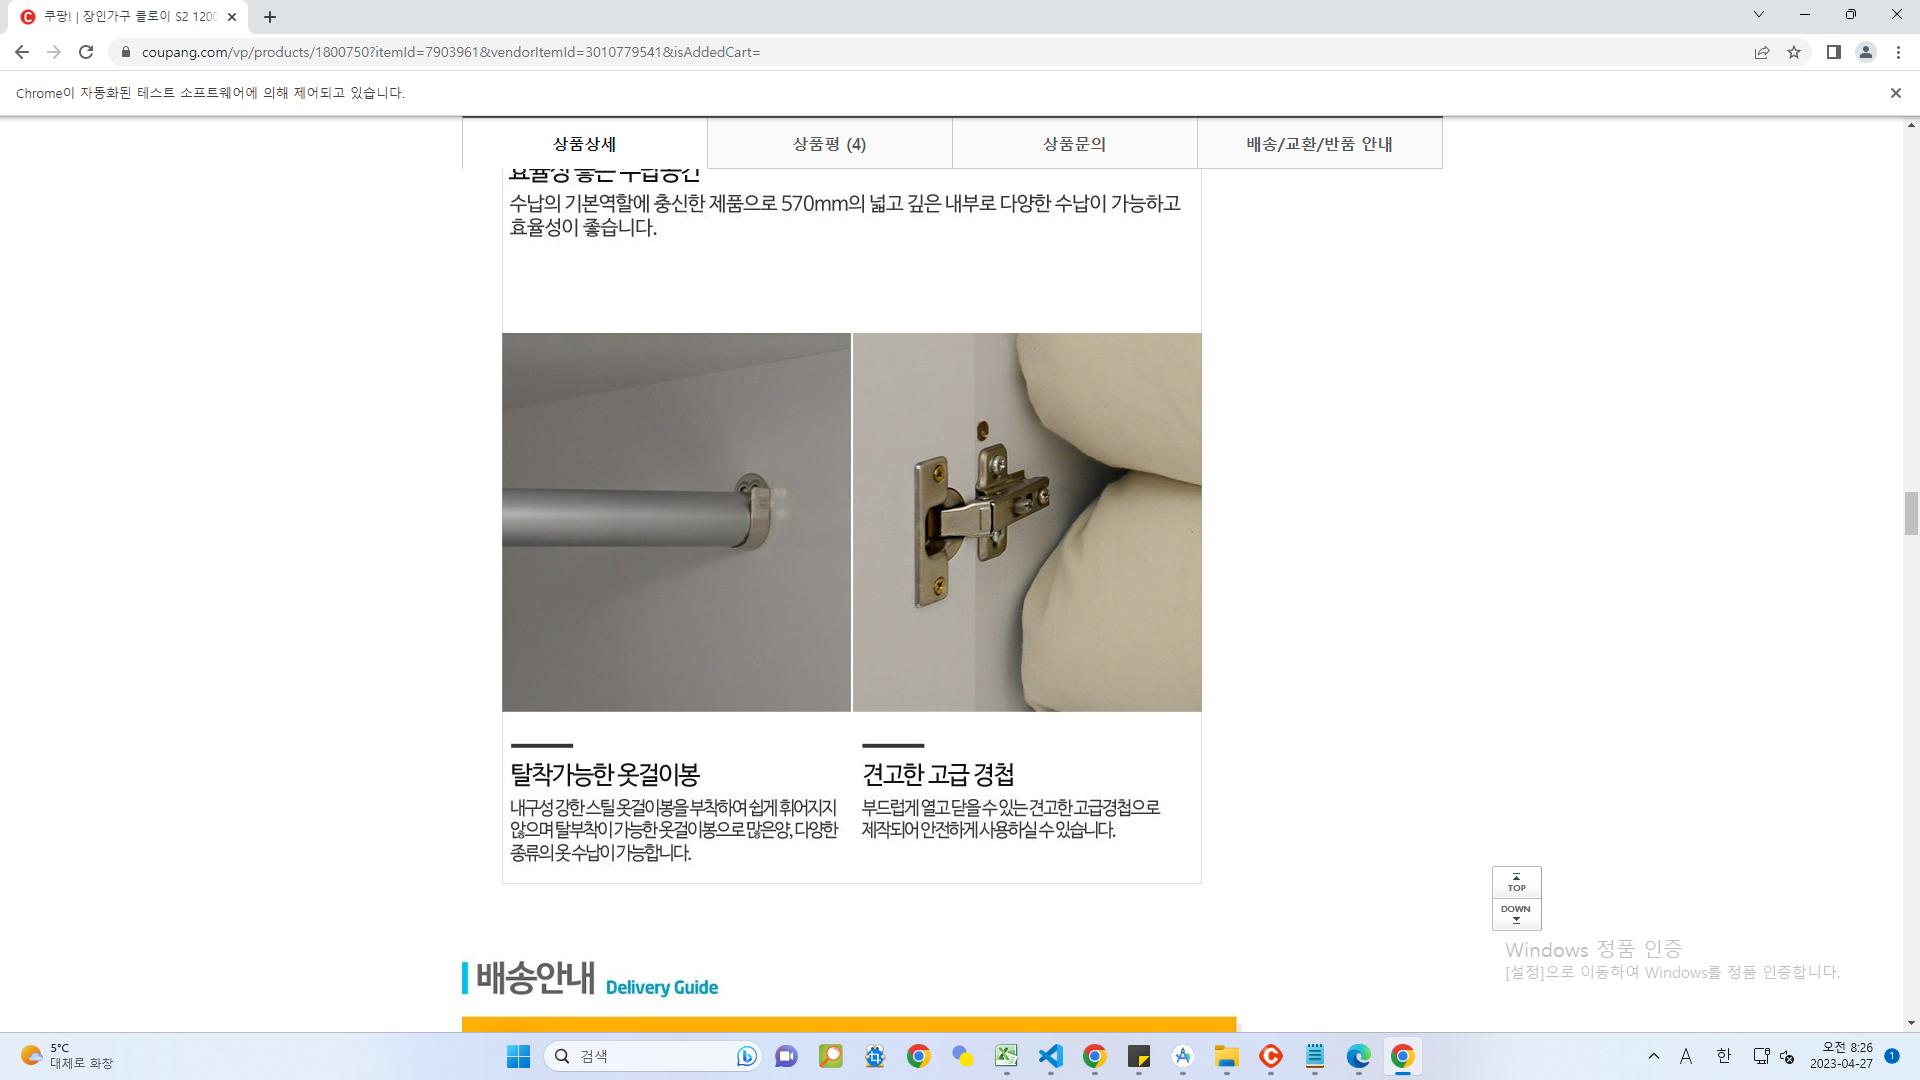 쿠팡! | 장인가구 클로이 S2 1200
coupang.com/vp/products/1800750?itemId=7903961&vendorItemId=3010779541&isAddedCart=
Chrome이 자동화된 테스트 소프트웨어에 의해 제어되고 있습니다.
상품상세
상품평 (4)
상품문의
배송/교환/반품 안내
효율성 좋은 수납공간
수납의 기본역할에 충신한 제품으로 570mm의 넓고 깊은 내부로 다양한 수납이 가능하고
효율성이 좋습니다.
탈착가능한 옷걸이봉
내구성 강한 스틸 옷걸이봉을 부착하여 쉽게 휘어지지
않으며 탈부착이 가능한 옷걸이봉으로 많은양, 다양한
종류의 옷 수납이 가능합니다.
견고한 고급 경첩
부드럽게 열고 닫을 수 있는 견고한 고급경첩으로
제작되어 안전하게 사용하실 수 있습니다.
TOP
DOWN
배송안내 Delivery Guide
Windows 정품 인증
[설정]으로 이동하여 Windows를 정품 인증합니다.
5°C
대체로 화창
검색
A
한
오전 8:26
2023-04-27
1